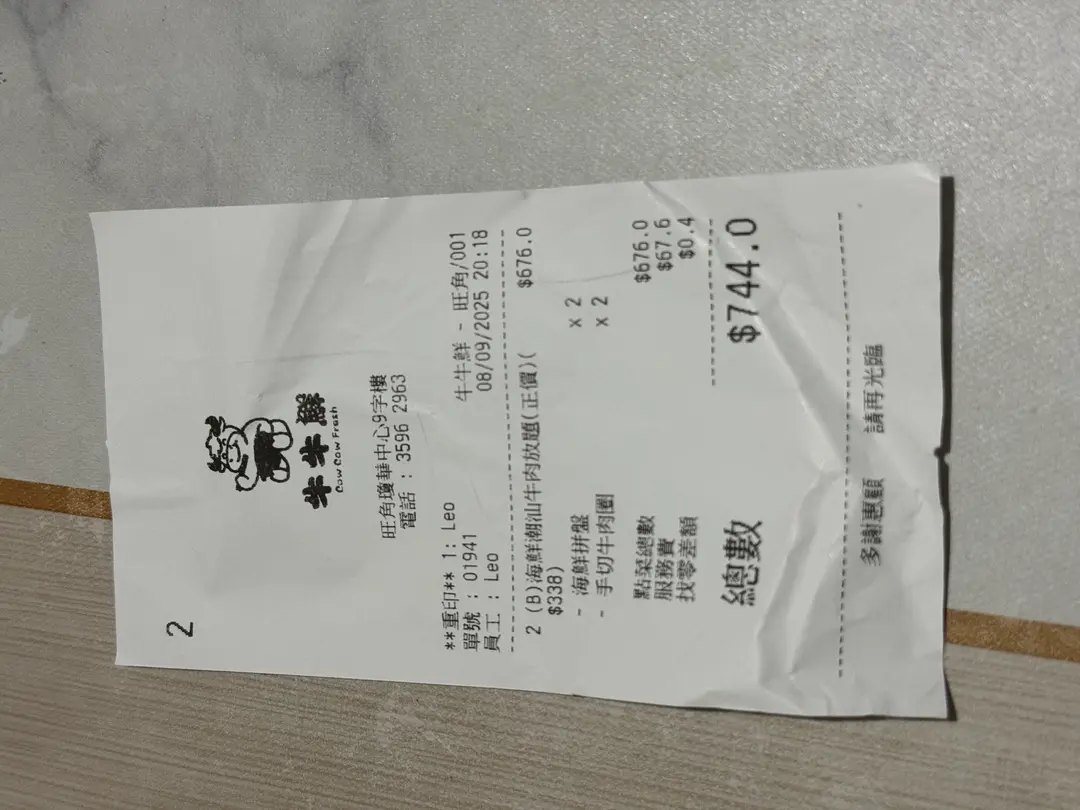 2
牛牛鮮
Cow Cow Fresh
旺角瓊華中心9字樓
電話 : 3596 2963
**重印** 1: Leo
單號 : 01941 牛牛鮮 - 旺角/001
員工 : Leo 08/09/2025 20:18
2 (B)海鮮潮汕牛肉放題(正價)( $676.0
$338)
- 海鮮拼盤 x 2
- 手切牛肉圈 x 2
點菜總數 $676.0
服務費 $67.6
找零差額 $0.4
總數 $744.0
多謝惠顧 請再光臨